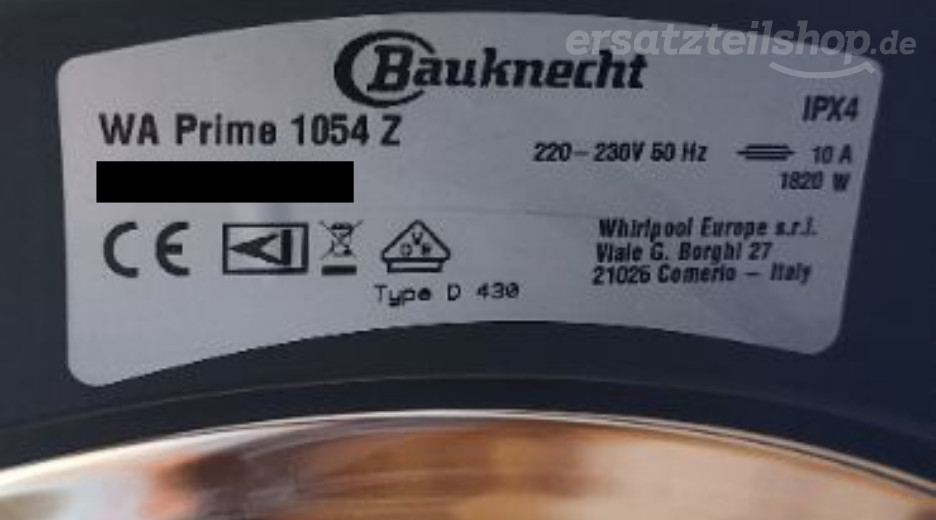 ersatzteilshop.de
Bauknecht
IPX4
WA Prime 1054 Z
220-230V 50 Hz 10 A
1820 W
CE
Whirlpool Europe s.r.l.
Viale G. Borghi 27
21026 Comerio - Italy
OVE
Type D 430